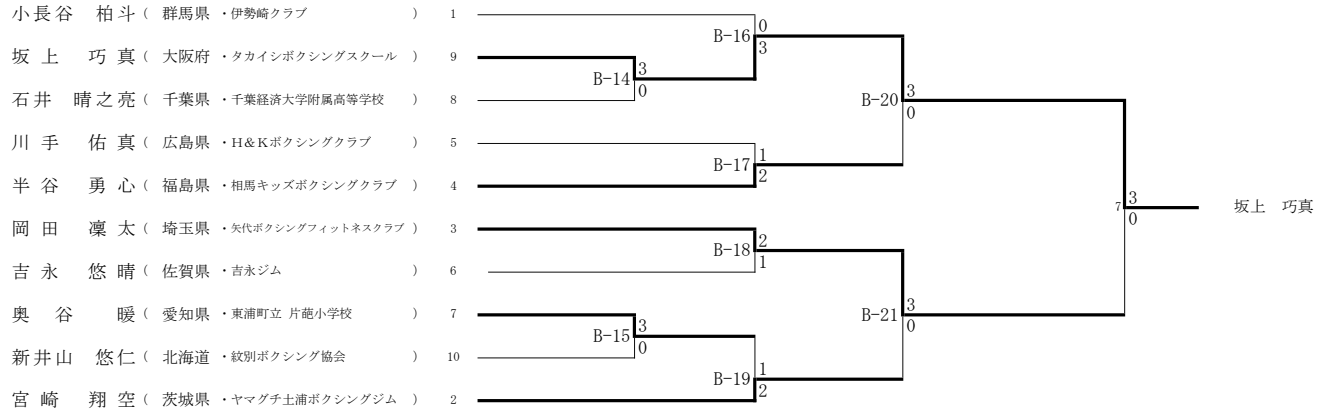 小長谷 柏斗 ( 群馬県 ・伊勢崎クラブ ) 1
坂上 巧真 ( 大阪府 ・タカイシボクシングスクール ) 9
石井 晴之亮 ( 千葉県 ・千葉経済大学附属高等学校 ) 8
川手 佑真 ( 広島県 ・H&Kボクシングクラブ ) 5
半谷 勇心 ( 福島県 ・相馬キッズボクシングクラブ ) 4
岡田 凜太 ( 埼玉県 ・矢代ボクシングフィットネスクラブ ) 3
吉永 悠晴 ( 佐賀県 ・吉永ジム ) 6
奥谷 暖 ( 愛知県 ・東浦町立 片葩小学校 ) 7
新井山 悠仁 ( 北海道 ・紋別ボクシング協会 ) 10
宮崎 翔空 ( 茨城県 ・ヤマグチ土浦ボクシングジム ) 2
B-14 3
0
B-15 3
0
B-16 0
3
B-17 1
2
B-18 2
1
B-19 1
2
B-20 3
0
B-21 3
0
7 3
0
坂上 巧真